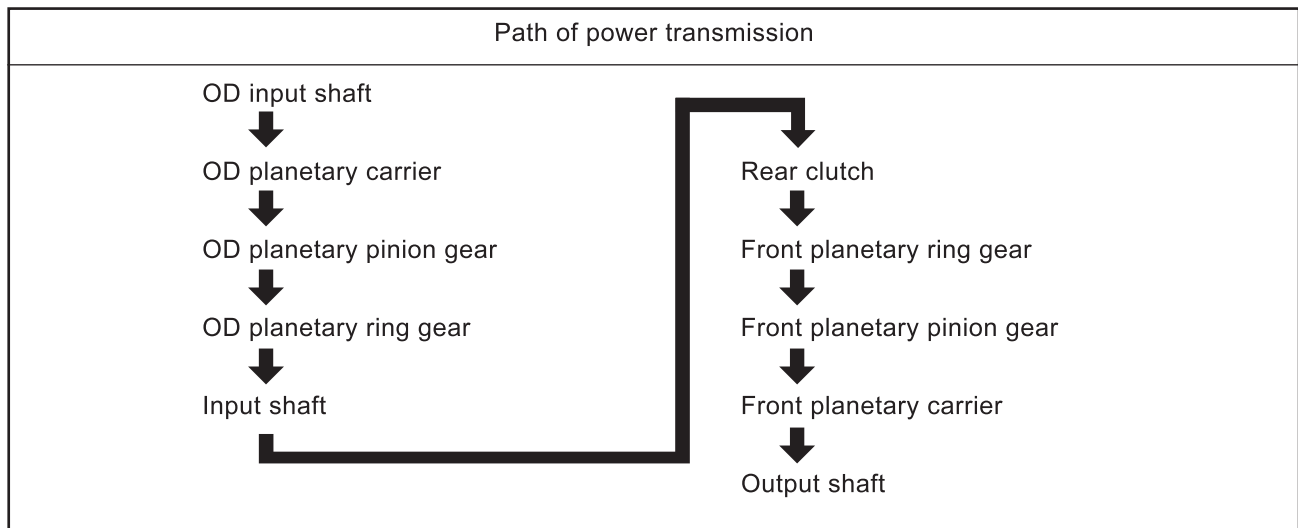 Path of power transmission
OD input shaft
OD planetary carrier
OD planetary pinion gear
OD planetary ring gear
Input shaft
Rear clutch
Front planetary ring gear
Front planetary pinion gear
Front planetary carrier
Output shaft